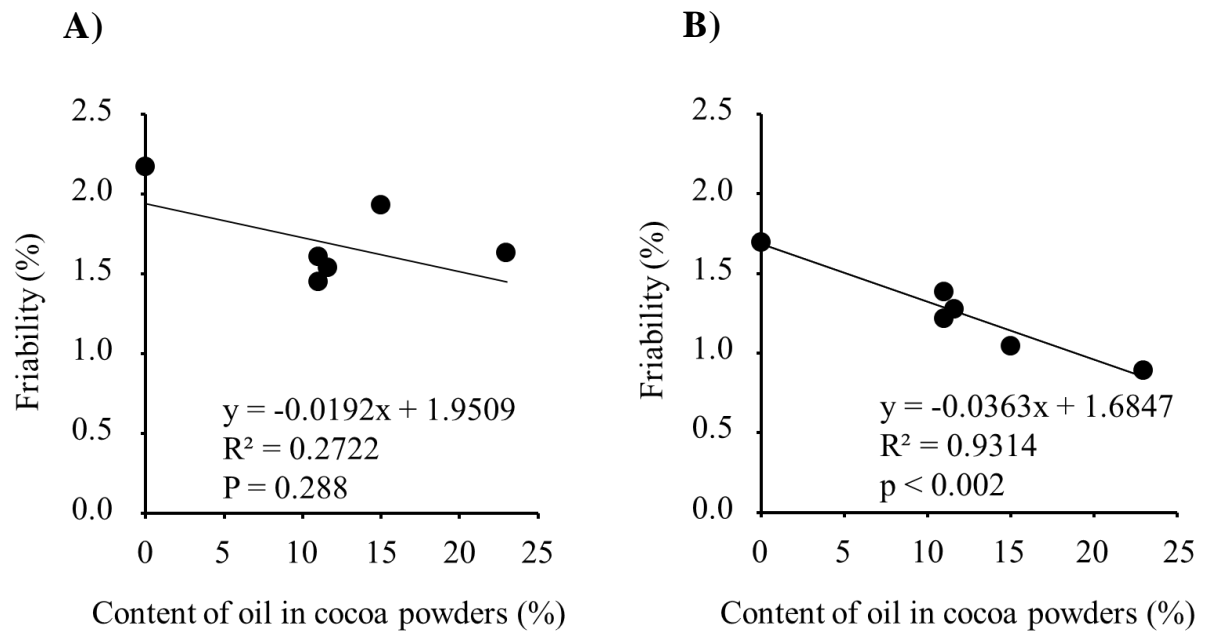 A)
2.5
2.0
1.5
1.0
0.5
0.0
Friability (%)
y = -0.0192x + 1.9509
R² = 0.2722
P = 0.288
0 5 10 15 20 25
Content of oil in cocoa powders (%)
B)
2.5
2.0
1.5
1.0
0.5
0.0
Friability (%)
y = -0.0363x + 1.6847
R² = 0.9314
p < 0.002
0 5 10 15 20 25
Content of oil in cocoa powders (%)